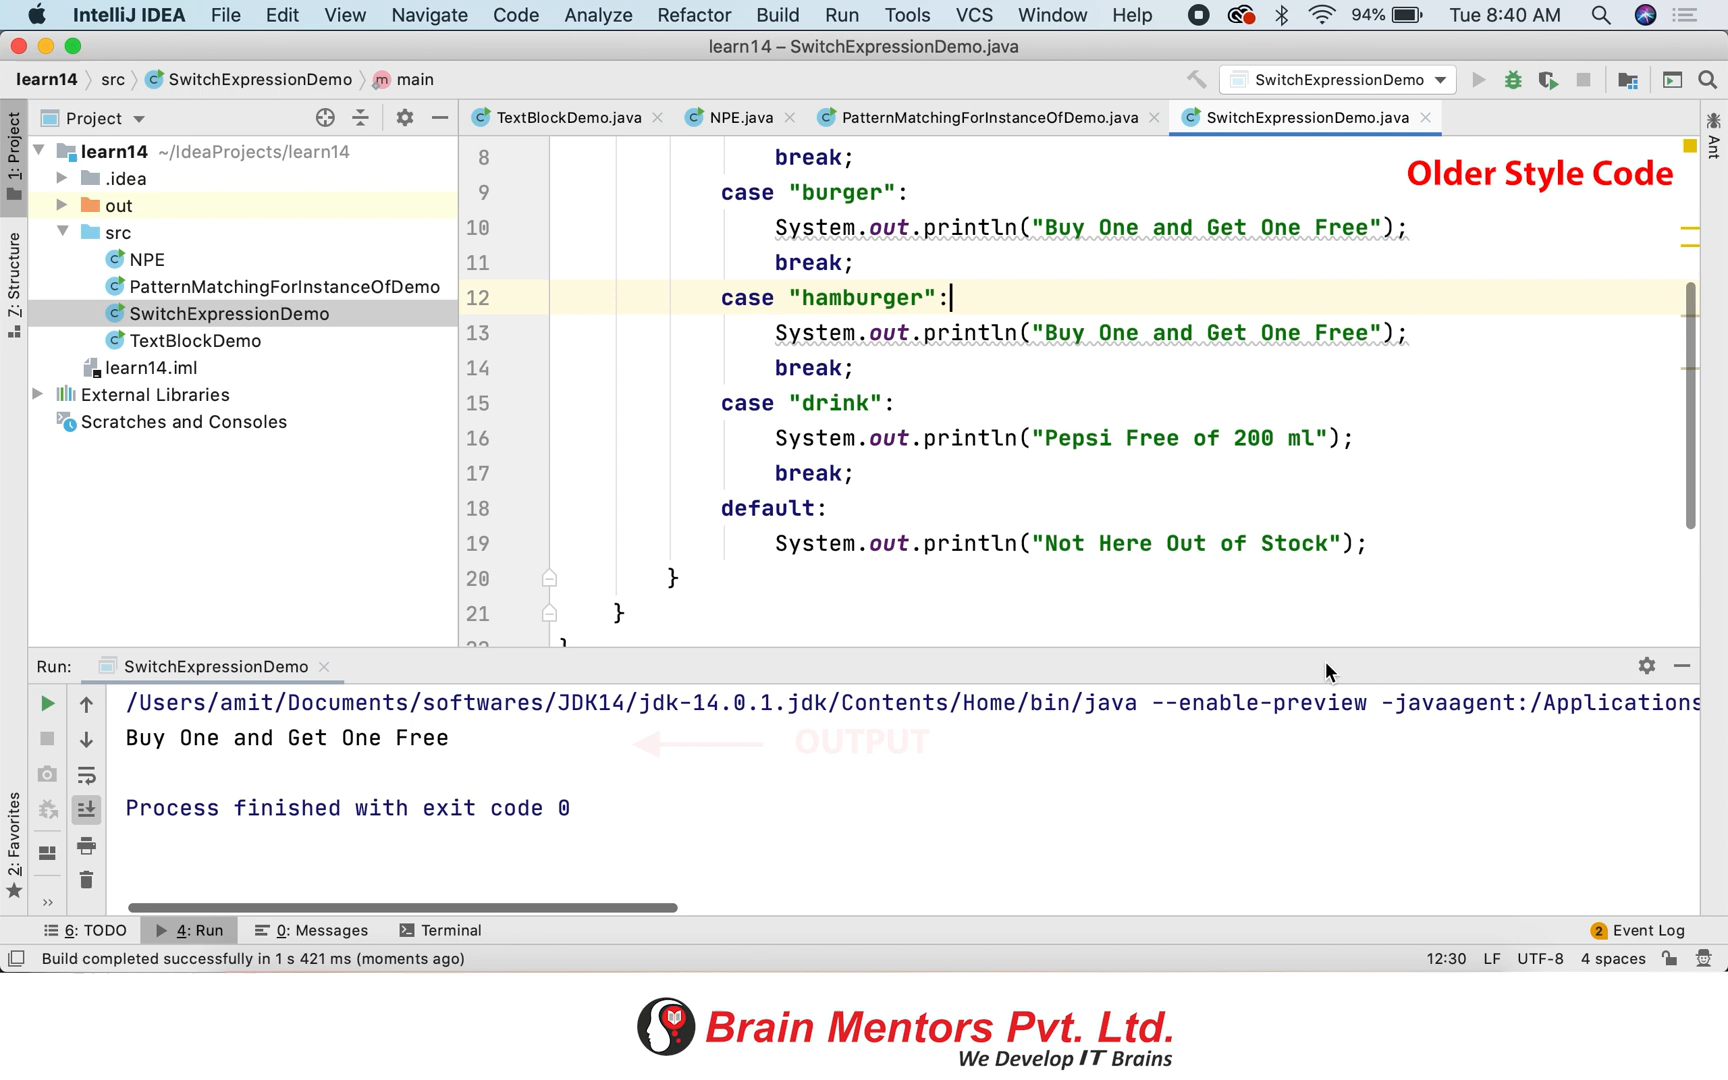 IntelliJ IDEA File Edit View Navigate Code Analyze Refactor Build Run Tools VCS Window Help 94% Tue 8:40 AM
learn14 – SwitchExpressionDemo.java
learn14 src SwitchExpressionDemo main SwitchExpressionDemo
1: Project
Z: Structure
2: Favorites
Project
learn14 ~/IdeaProjects/learn14
.idea
out
src
NPE
PatternMatchingForInstanceOfDemo
SwitchExpressionDemo
TextBlockDemo
learn14.iml
External Libraries
Scratches and Consoles
TextBlockDemo.java NPE.java PatternMatchingForInstanceOfDemo.java SwitchExpressionDemo.java
Ant
Older Style Code
8 break;
9 case "burger":
10 System.out.println("Buy One and Get One Free");
11 break;
12 case "hamburger":
13 System.out.println("Buy One and Get One Free");
14 break;
15 case "drink":
16 System.out.println("Pepsi Free of 200 ml");
17 break;
18 default:
19 System.out.println("Not Here Out of Stock");
20 }
21 }
Run: SwitchExpressionDemo
/Users/amit/Documents/softwares/JDK14/jdk-14.0.1.jdk/Contents/Home/bin/java --enable-preview -javaagent:/Applications
Buy One and Get One Free OUTPUT
Process finished with exit code 0
6: TODO 4: Run 0: Messages Terminal 2 Event Log
Build completed successfully in 1 s 421 ms (moments ago) 12:30 LF UTF-8 4 spaces
Brain Mentors Pvt. Ltd.
We Develop IT Brains